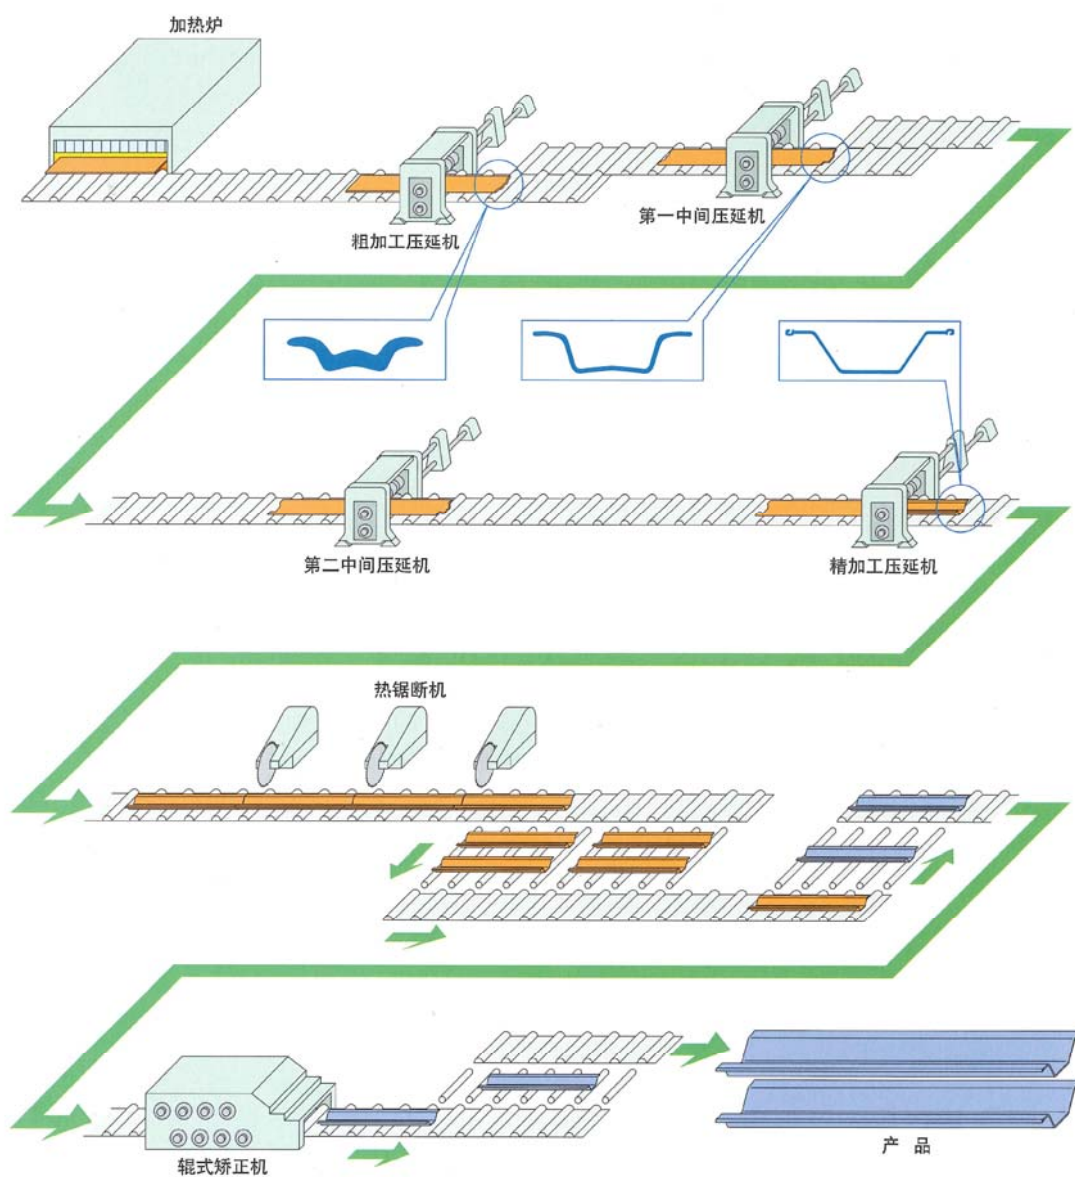 加热炉
粗加工压延机
第一中间压延机
第二中间压延机
精加工压延机
热锯断机
辊式矫正机
产 品